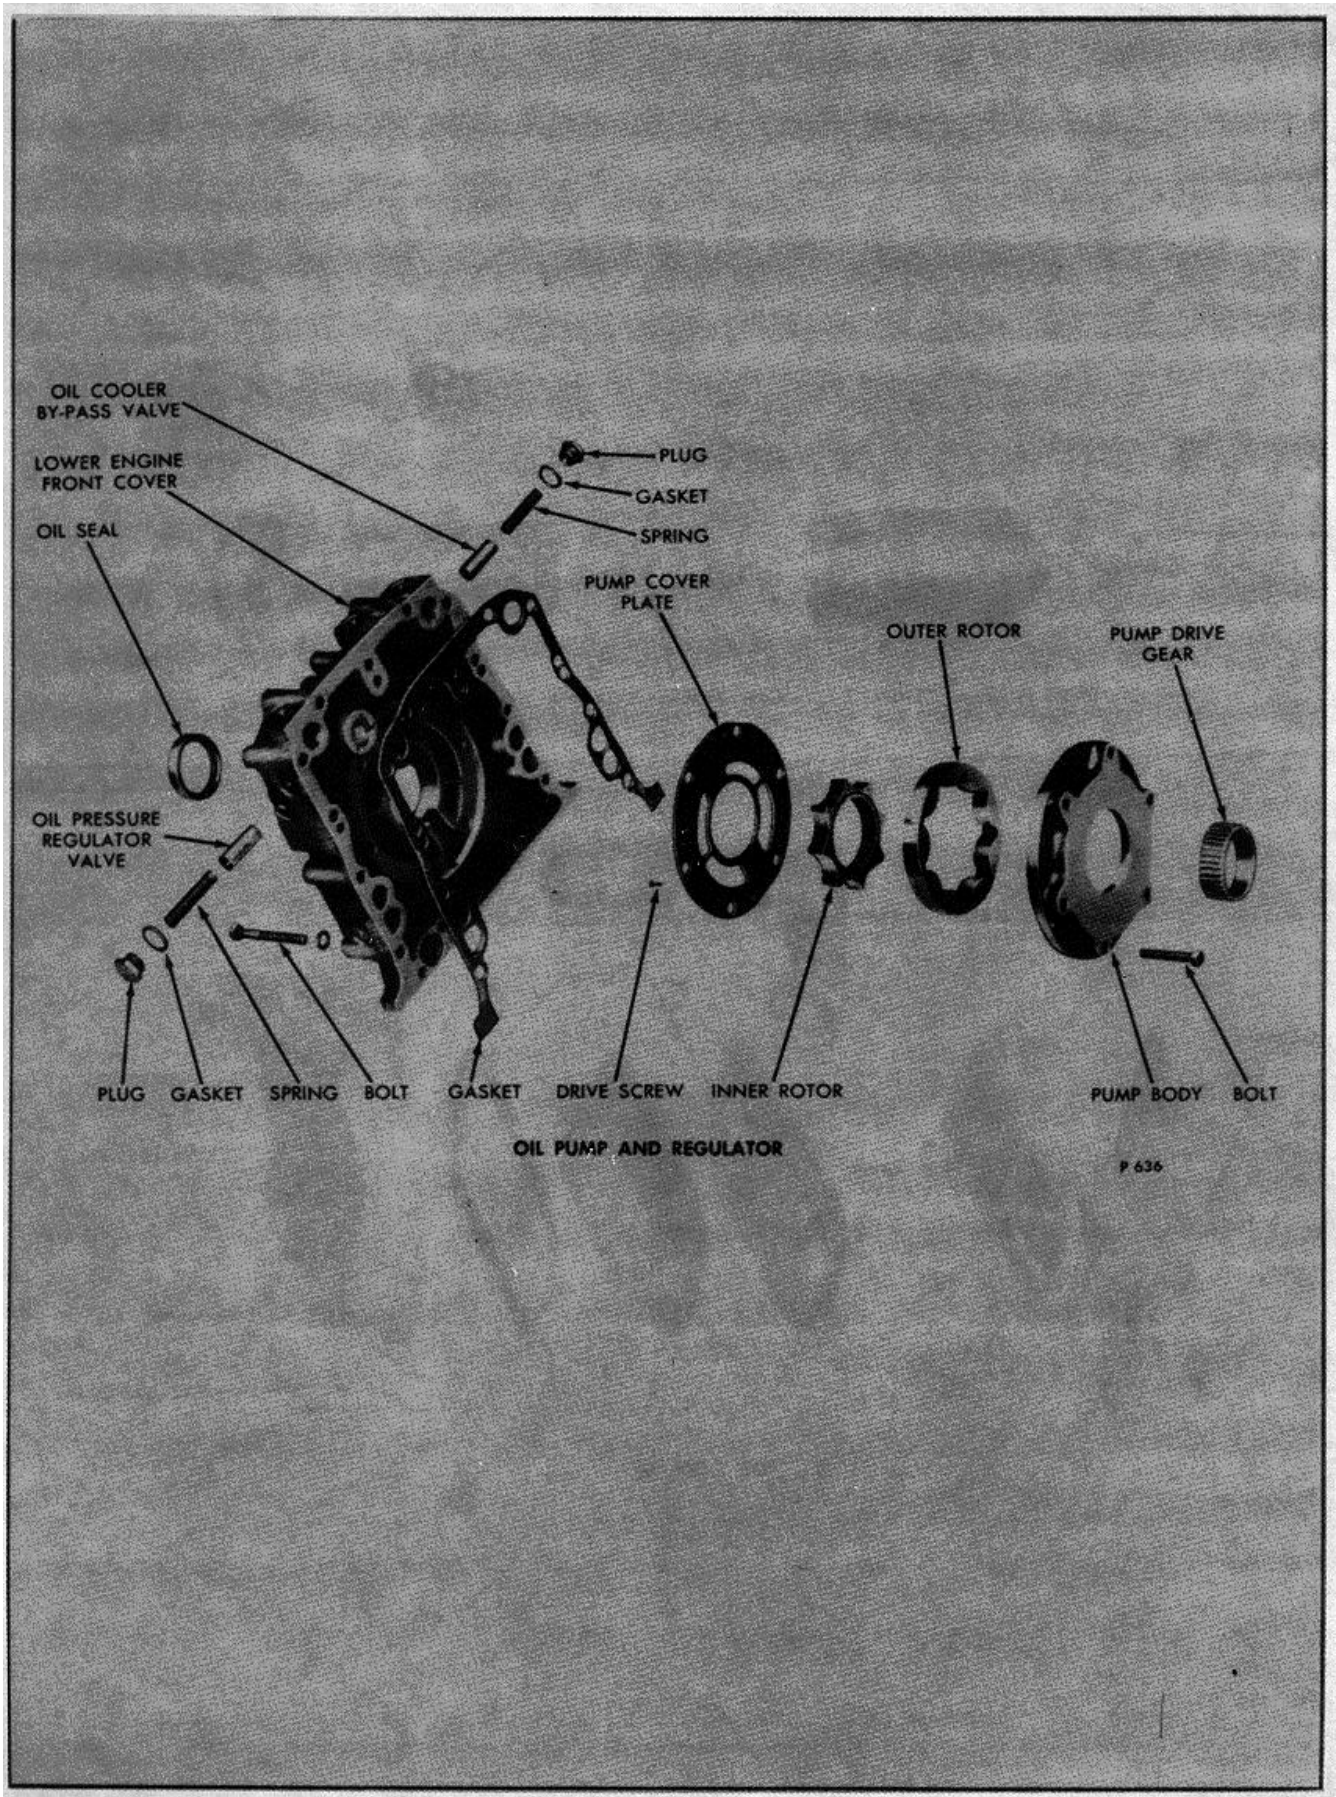 OIL COOLER
BY-PASS VALVE
PLUG
LOWER ENGINE
FRONT COVER
GASKET
OIL SEAL
SPRING
PUMP COVER
PLATE
OUTER ROTOR
PUMP DRIVE
GEAR
OIL PRESSURE
REGULATOR
VALVE
PLUG
GASKET
SPRING
BOLT
GASKET
DRIVE SCREW
INNER ROTOR
PUMP BODY
BOLT
OIL PUMP AND REGULATOR
P 636